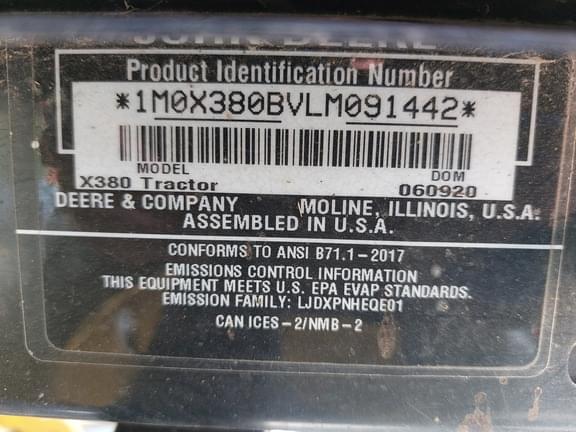 JOHN DEERE
Product Identification Number
*1M0X380BVLM091442*
MODEL DOM
X380 Tractor 060920
DEERE & COMPANY MOLINE, ILLINOIS, U.S.A.
ASSEMBLED IN U.S.A.
CONFORMS TO ANSI B71.1-2017
EMISSIONS CONTROL INFORMATION
THIS EQUIPMENT MEETS U.S. EPA EVAP STANDARDS.
EMISSION FAMILY: LJDXPNHEQE01
CAN ICES-2/NMB-2